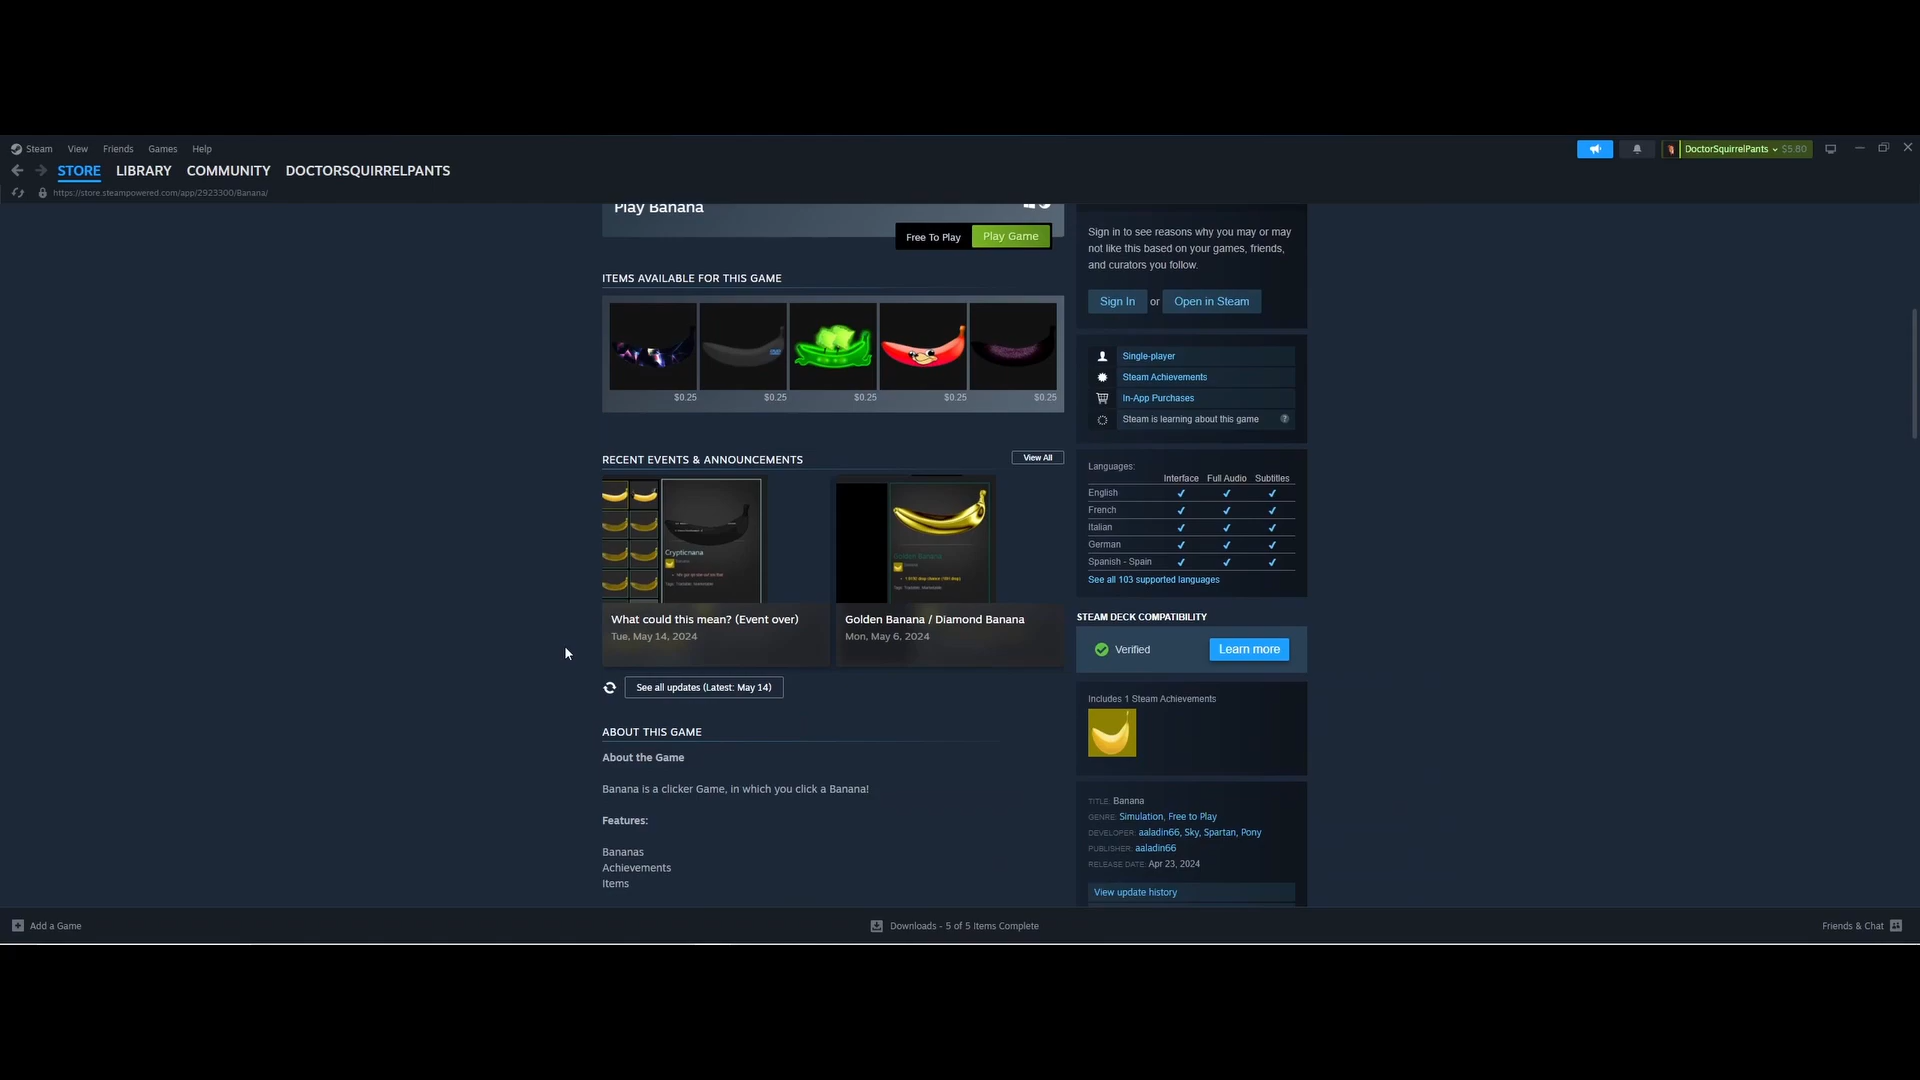 Steam View Friends Games Help
DoctorSquirrelPants $5.80
STORE LIBRARY COMMUNITY DOCTORSQUIRRELPANTS
https://store.steampowered.com/app/2923300/Banana/
Play Banana
Free To Play Play Game
ITEMS AVAILABLE FOR THIS GAME
$0.25 $0.25 $0.25 $0.25 $0.25
RECENT EVENTS & ANNOUNCEMENTS View All
Crypticnana
Golden Banana
What could this mean? (Event over)
Tue, May 14, 2024
Golden Banana / Diamond Banana
Mon, May 6, 2024
See all updates (Latest: May 14)
ABOUT THIS GAME
About the Game
Banana is a clicker Game, in which you click a Banana!
Features:
Bananas
Achievements
Items
Sign in to see reasons why you may or may
not like this based on your games, friends,
and curators you follow.
Sign In or Open in Steam
Single-player
Steam Achievements
In-App Purchases
Steam is learning about this game ?
Languages:
Interface Full Audio Subtitles
English ✔ ✔ ✔
French ✔ ✔ ✔
Italian ✔ ✔ ✔
German ✔ ✔ ✔
Spanish - Spain ✔ ✔ ✔
See all 103 supported languages
STEAM DECK COMPATIBILITY
Verified Learn more
Includes 1 Steam Achievements
TITLE: Banana
GENRE: Simulation, Free to Play
DEVELOPER: aaladin66, Sky, Spartan, Pony
PUBLISHER: aaladin66
RELEASE DATE: Apr 23, 2024
View update history
Add a Game
Downloads - 5 of 5 Items Complete
Friends & Chat